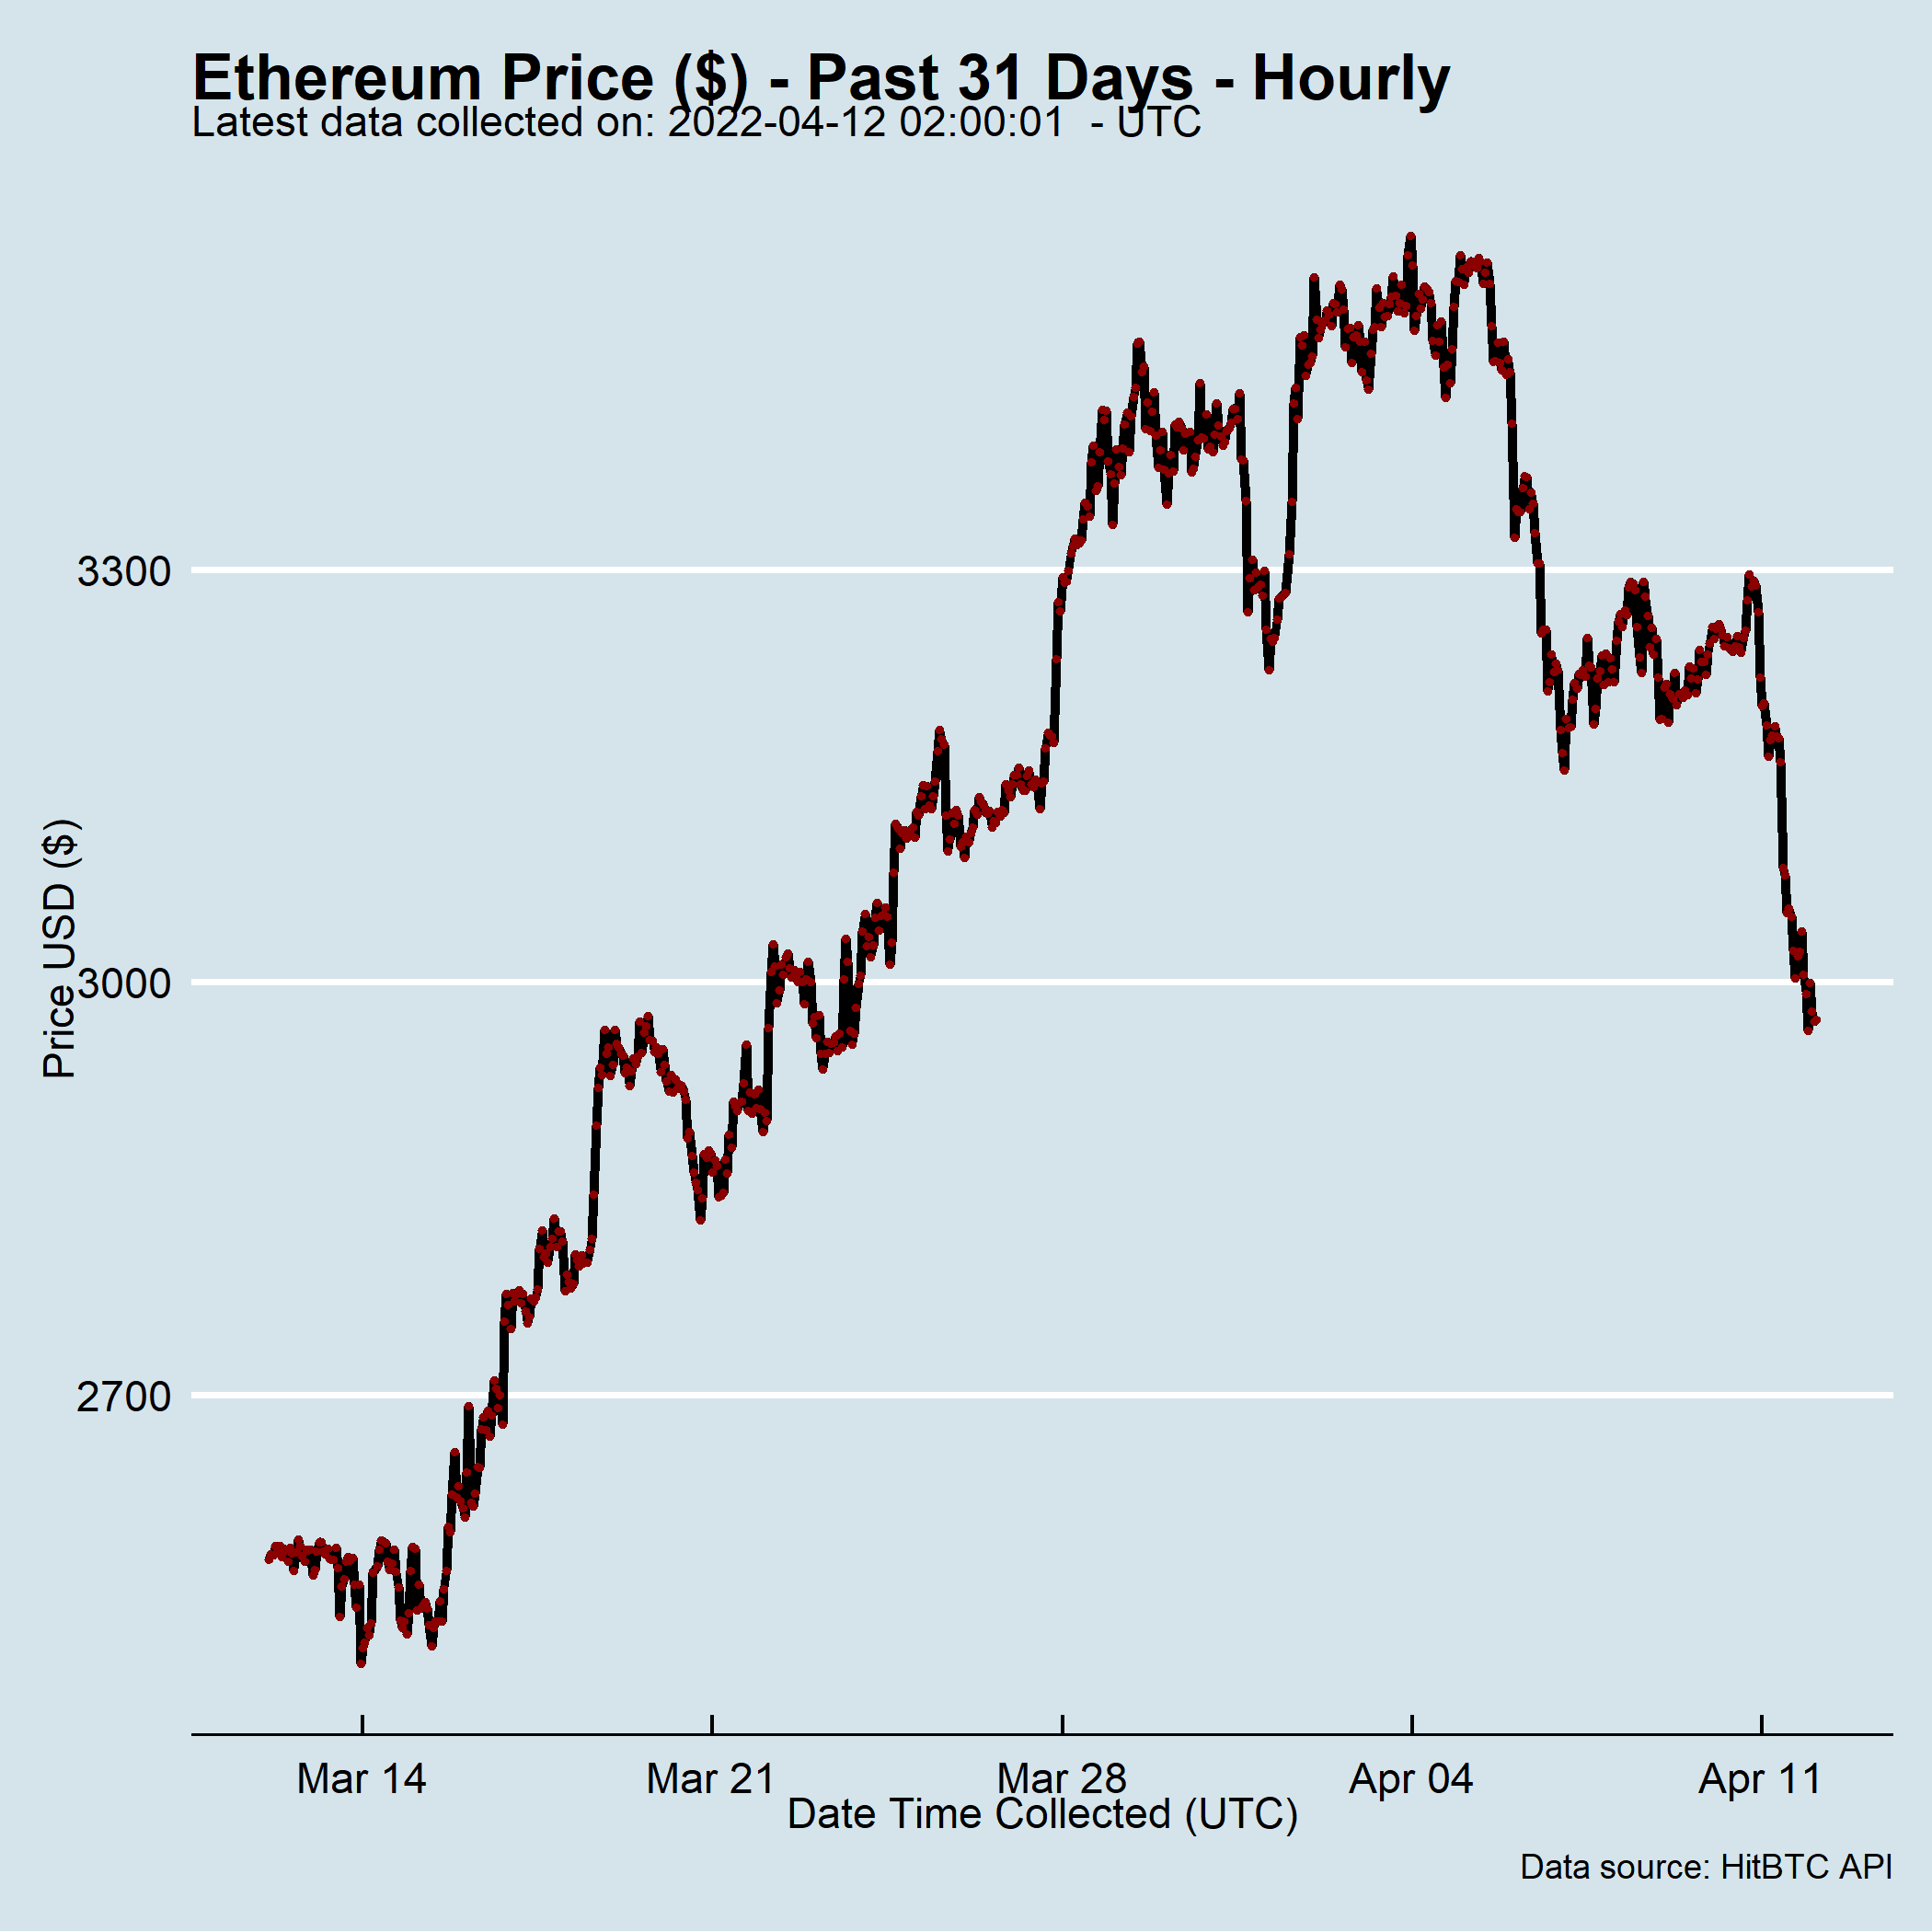 Ethereum Price ($) - Past 31 Days - Hourly
Latest data collected on: 2022-04-12 02:00:01  - UTC
Price USD ($)
3300
3000
2700
Mar 14
Mar 21
Mar 28
Apr 04
Apr 11
Date Time Collected (UTC)
Data source: HitBTC API